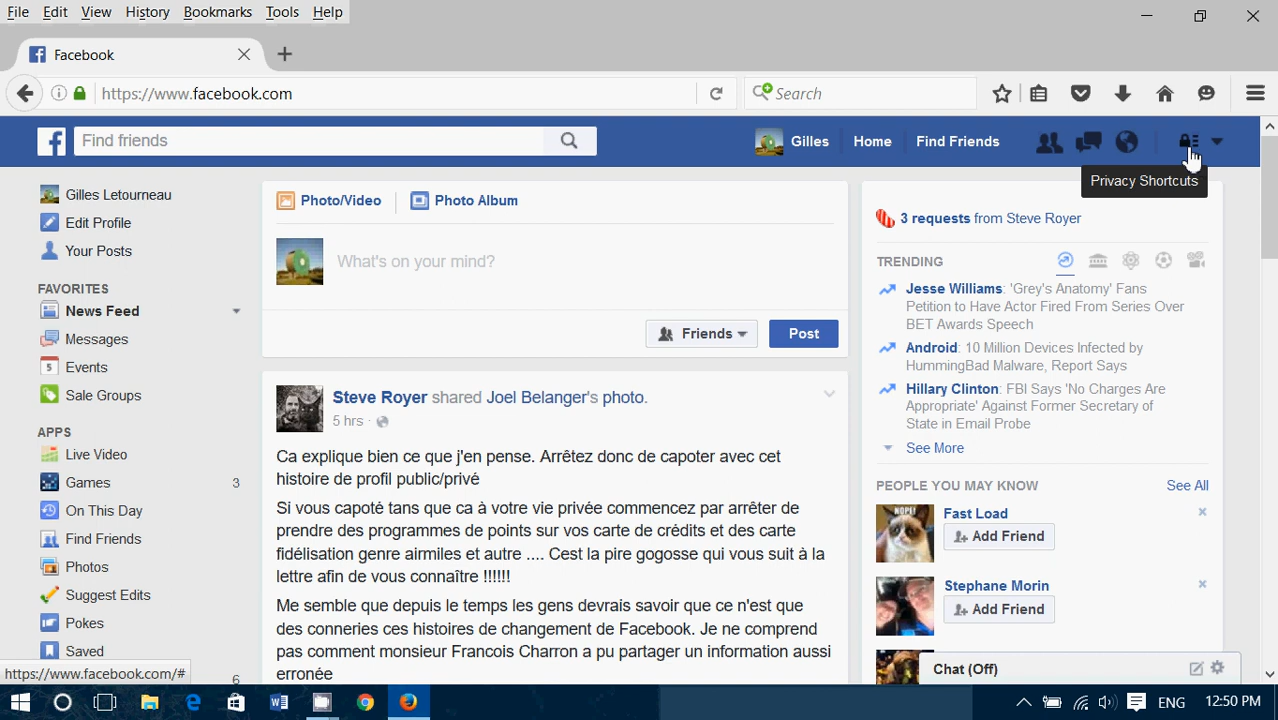 File Edit View History Bookmarks Tools Help
Facebook
https://www.facebook.com
Search
Find friends
Gilles Home Find Friends
Privacy Shortcuts
Gilles Letourneau
Edit Profile
Your Posts
FAVORITES
News Feed
Messages
5 Events
Sale Groups
APPS
Live Video
Games 3
On This Day
Find Friends
Photos
Suggest Edits
Pokes
Saved
6
https://www.facebook.com/#
Photo/Video Photo Album
What's on your mind?
Friends Post
Steve Royer shared Joel Belanger's photo.
5 hrs ·
Ca explique bien ce que j'en pense. Arrêtez donc de capoter avec cet
histoire de profil public/privé
Si vous capoté tans que ca à votre vie privée commencez par arrêter de
prendre des programmes de points sur vos carte de crédits et des carte
fidélisation genre airmiles et autre .... Cest la pire gogosse qui vous suit à la
lettre afin de vous connaître !!!!!!
Me semble que depuis le temps les gens devrais savoir que ce n'est que
des conneries ces histoires de changement de Facebook. Je ne comprend
pas comment monsieur Francois Charron a pu partager un information aussi
erronée
3 requests from Steve Royer
TRENDING
Jesse Williams: 'Grey's Anatomy' Fans
Petition to Have Actor Fired From Series Over
BET Awards Speech
Android: 10 Million Devices Infected by
HummingBad Malware, Report Says
Hillary Clinton: FBI Says 'No Charges Are
Appropriate' Against Former Secretary of
State in Email Probe
See More
PEOPLE YOU MAY KNOW See All
NOPE!
Fast Load
Add Friend
Stephane Morin
Add Friend
Chat (Off)
ENG 12:50 PM